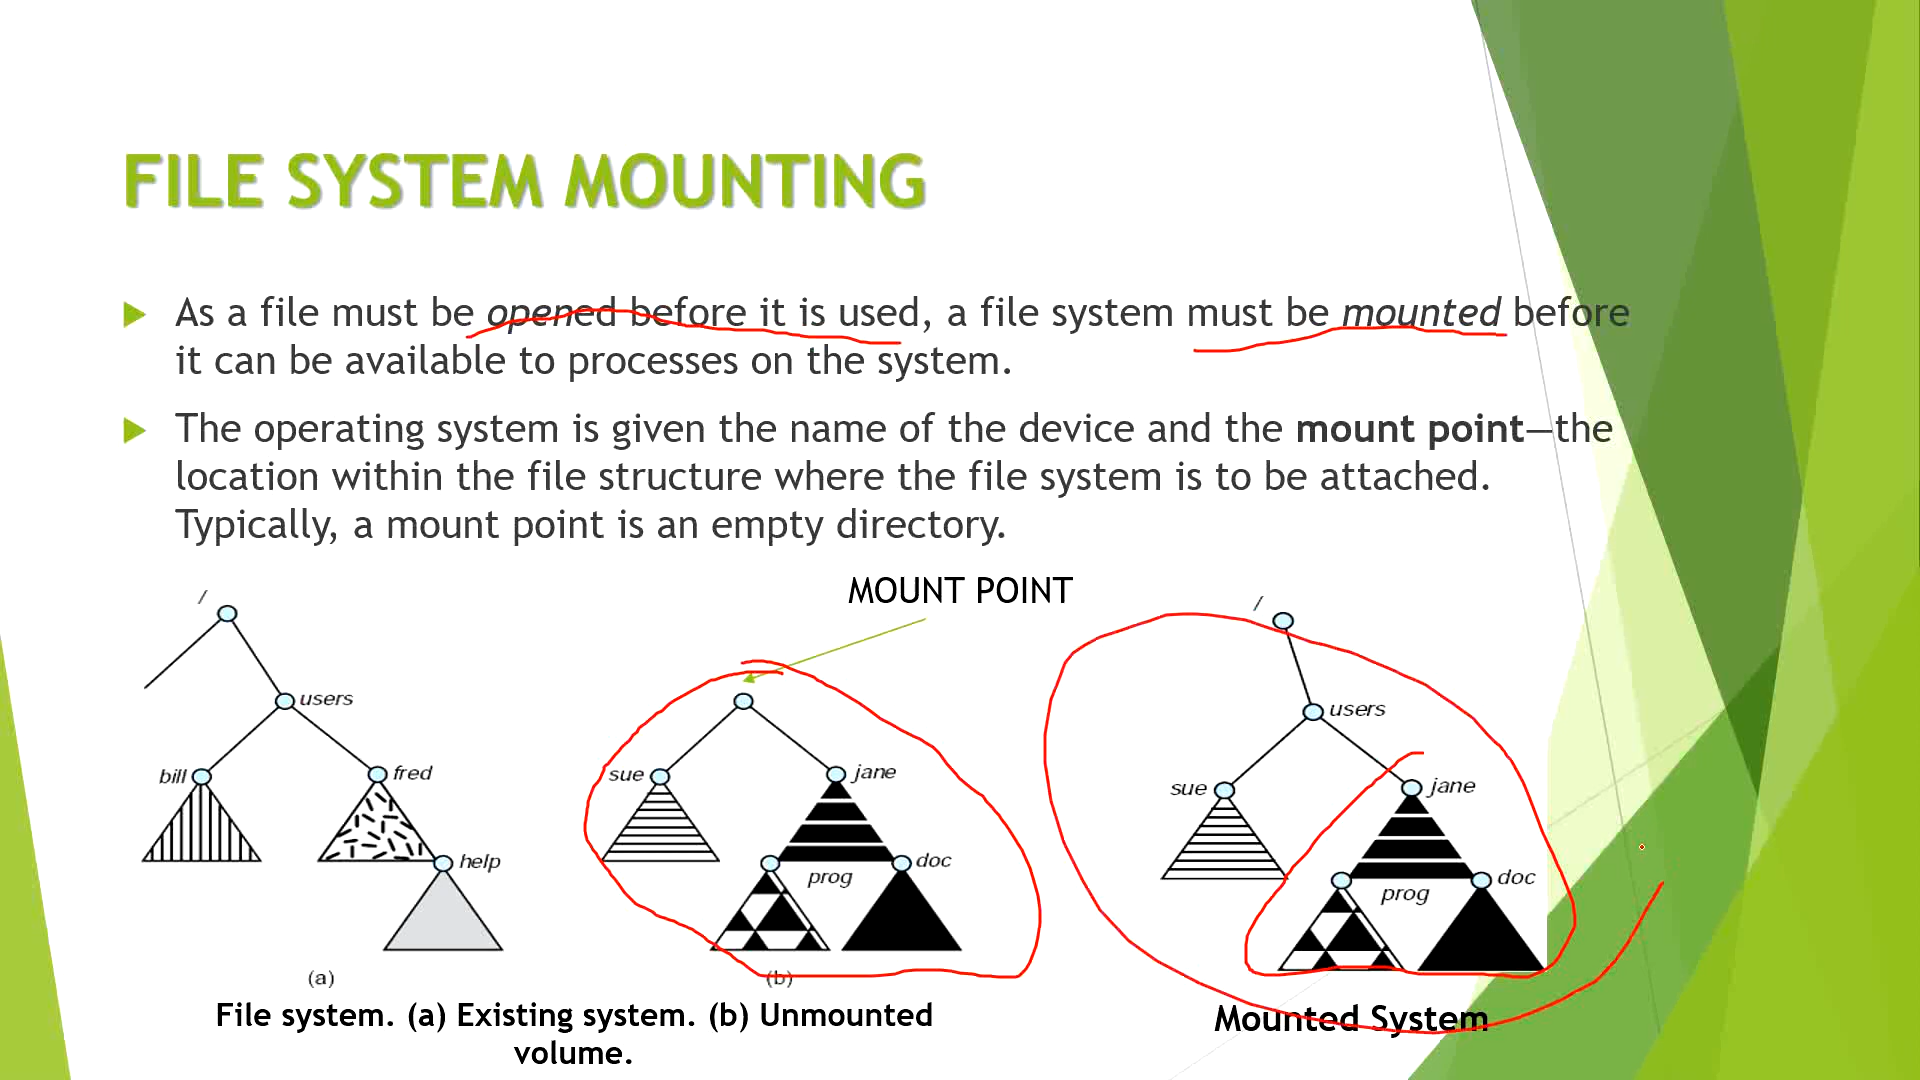 FILE SYSTEM MOUNTING
As a file must be opened before it is used, a file system must be mounted before
it can be available to processes on the system.
The operating system is given the name of the device and the mount point—the
location within the file structure where the file system is to be attached.
Typically, a mount point is an empty directory.
MOUNT POINT
/
users
bill
fred
help
(a)
sue
jane
prog
doc
(b)
/
users
sue
jane
prog
doc
File system. (a) Existing system. (b) Unmounted
volume.
Mounted System